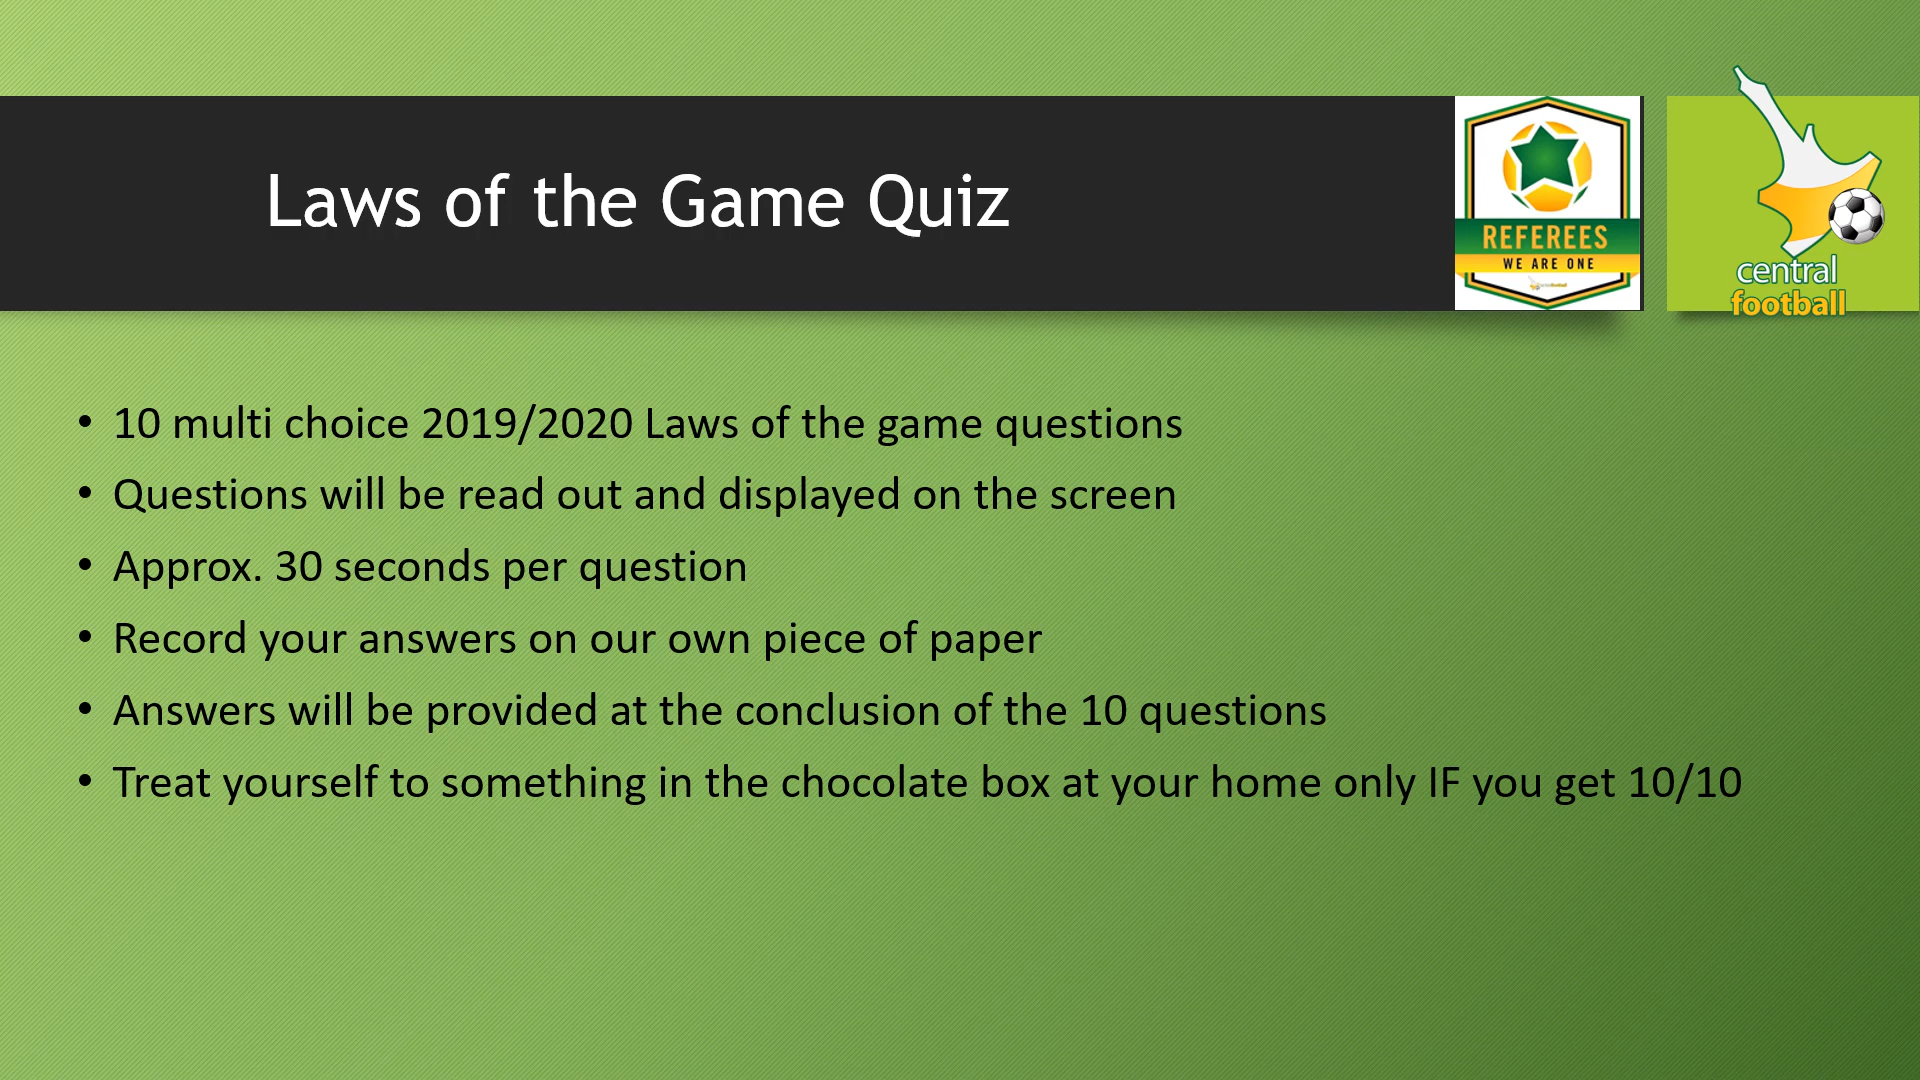 Laws of the Game Quiz
REFEREES
WE ARE ONE
central
football
• 10 multi choice 2019/2020 Laws of the game questions
• Questions will be read out and displayed on the screen
• Approx. 30 seconds per question
• Record your answers on our own piece of paper
• Answers will be provided at the conclusion of the 10 questions
• Treat yourself to something in the chocolate box at your home only IF you get 10/10